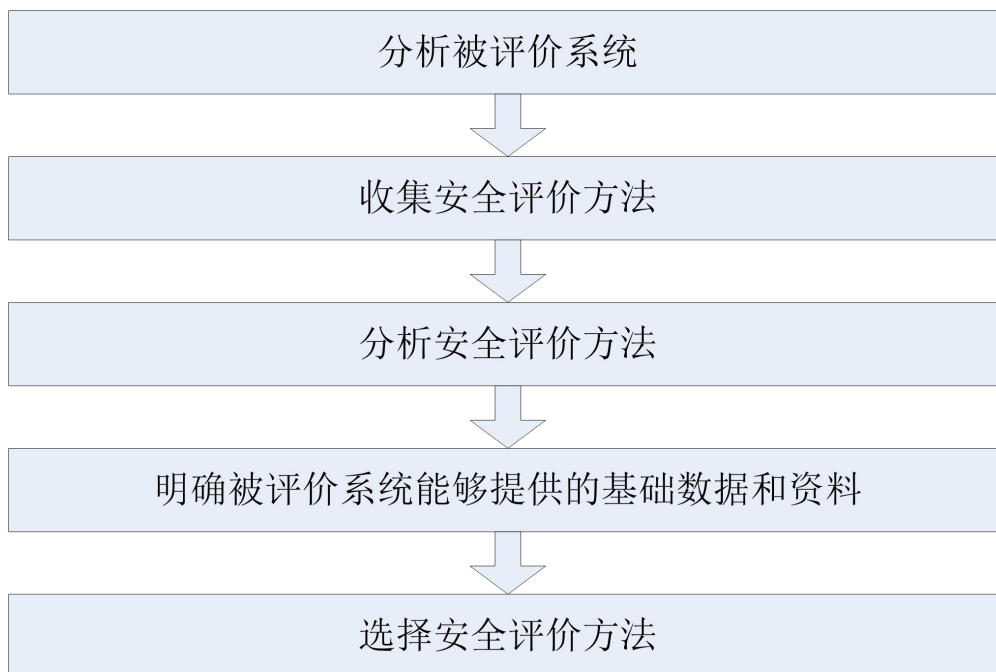 分析被评价系统
收集安全评价方法
分析安全评价方法
明确被评价系统能够提供的基础数据和资料
选择安全评价方法